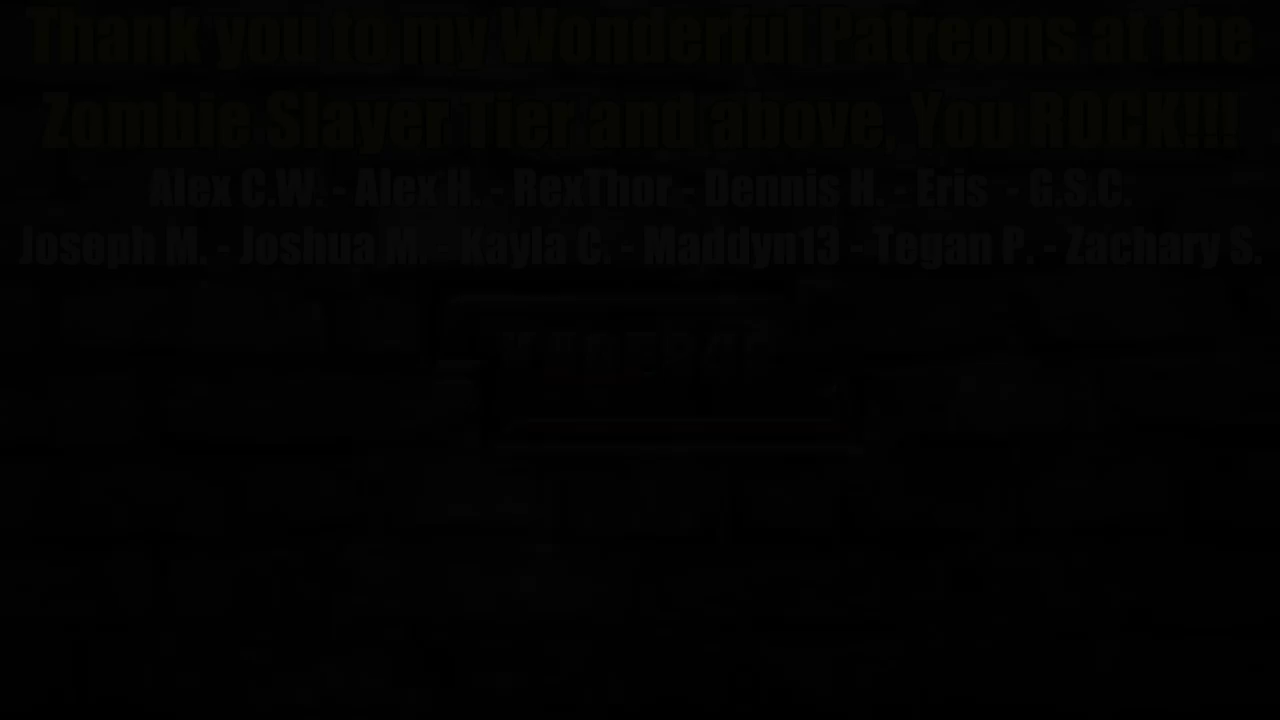 Thank you to my Wonderful Patreons at the
Zombie Slayer Tier and above, You ROCK!!!
Alex C.W. - Alex H. - RexThor - Dennis H. - Eris - G.S.C.
Joseph M. - Joshua M. - Kayla C. - Maddyn13 - Tegan P. - Zachary S.